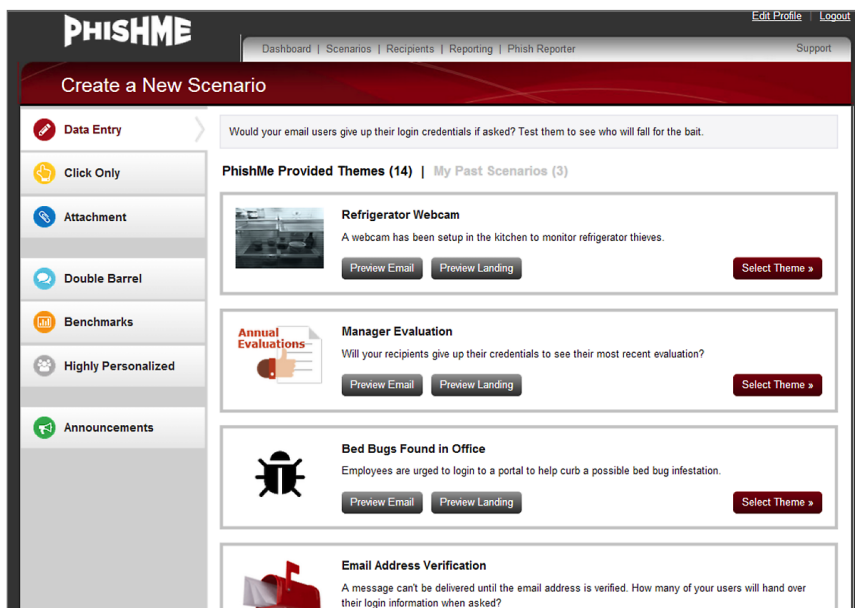 PHISHME
Edit Profile | Logout
Dashboard | Scenarios | Recipients | Reporting | Phish Reporter
Support
Create a New Scenario
Data Entry
Click Only
Attachment
Double Barrel
Benchmarks
Highly Personalized
Announcements
Would your email users give up their login credentials if asked? Test them to see who will fall for the bait.
PhishMe Provided Themes (14) | My Past Scenarios (3)
Refrigerator Webcam
A webcam has been setup in the kitchen to monitor refrigerator thieves.
Preview Email
Preview Landing
Select Theme »
Annual
Evaluations
Manager Evaluation
Will your recipients give up their credentials to see their most recent evaluation?
Preview Email
Preview Landing
Select Theme »
Bed Bugs Found in Office
Employees are urged to login to a portal to help curb a possible bed bug infestation.
Preview Email
Preview Landing
Select Theme »
Email Address Verification
A message can't be delivered until the email address is verified. How many of your users will hand over
their login information when asked?